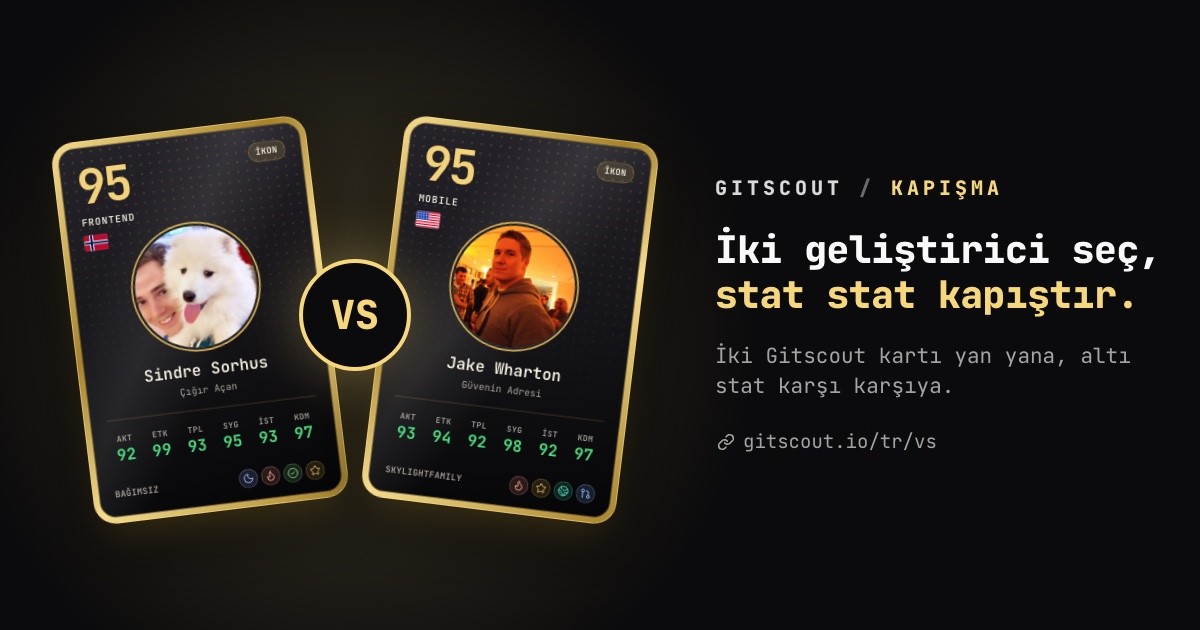 95
FRONTEND
İKON
Sindre Sorhus
Çığır Açan
AKT ETK TPL SYG İST KDM
92 99 93 95 93 97
BAĞIMSIZ
VS
95
MOBILE
İKON
Jake Wharton
Güvenin Adresi
AKT ETK TPL SYG İST KDM
93 94 92 98 92 97
SKYLIGHTFAMILY
GITSCOUT / KAPIŞMA
İki geliştirici seç,
stat stat kapıştır.
İki Gitscout kartı yan yana, altı
stat karşı karşıya.
gitscout.io/tr/vs